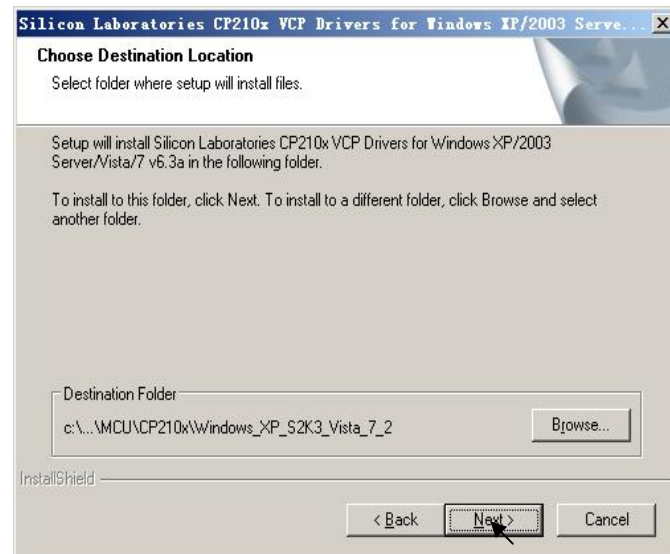 Silicon Laboratories CP210x VCP Drivers for Windows XP/2003 Serve...
Choose Destination Location
Select folder where setup will install files.
Setup will install Silicon Laboratories CP210x VCP Drivers for Windows XP/2003
Server/Vista/7 v6.3a in the following folder.
To install to this folder, click Next. To install to a different folder, click Browse and select
another folder.
Destination Folder
c:\...\MCU\CP210x\Windows_XP_S2K3_Vista_7_2
Browse...
InstallShield
< Back
Next >
Cancel